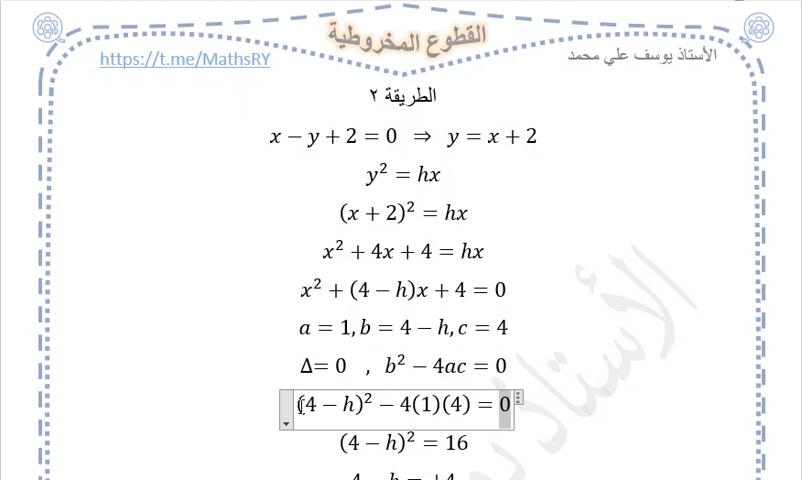 القطوع المخروطية
الأستاذ يوسف علي محمد
https://t.me/MathsRY
الطريقة ٢
x − y + 2 = 0 ⇒ y = x + 2
y² = hx
(x + 2)² = hx
x² + 4x + 4 = hx
x² + (4 − h)x + 4 = 0
a = 1, b = 4 − h, c = 4
Δ= 0 , b² − 4ac = 0
(4 − h)² − 4(1)(4) = 0
(4 − h)² = 16